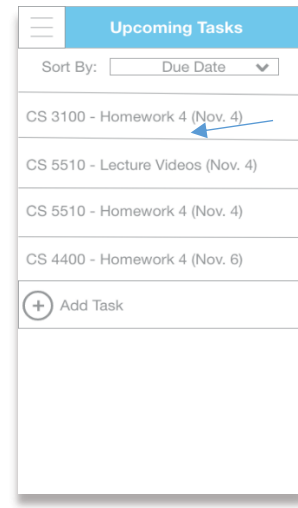 Upcoming Tasks
Sort By: Due Date
CS 3100 - Homework 4 (Nov. 4)
CS 5510 - Lecture Videos (Nov. 4)
CS 5510 - Homework 4 (Nov. 4)
CS 4400 - Homework 4 (Nov. 6)
+ Add Task